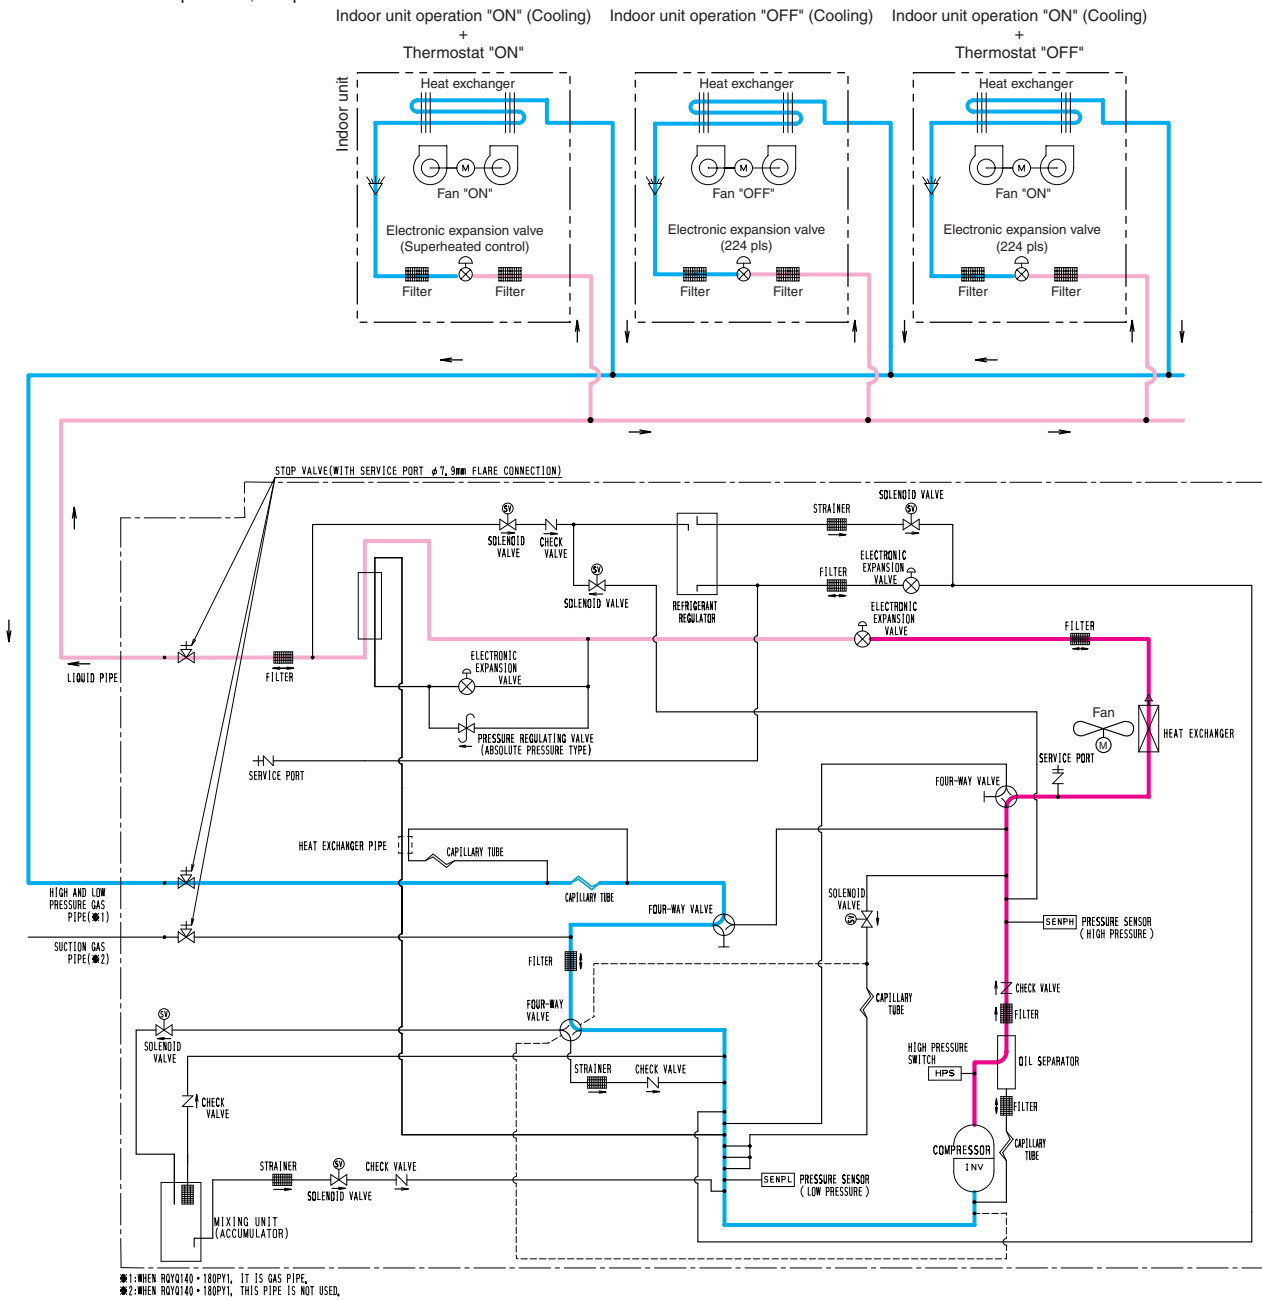 Indoor unit operation "ON" (Cooling)
+
Thermostat "ON"
Indoor unit operation "OFF" (Cooling)
Indoor unit operation "ON" (Cooling)
+
Thermostat "OFF"
Indoor unit
Heat exchanger
Heat exchanger
Heat exchanger
M
M
M
Fan "ON"
Fan "OFF"
Fan "ON"
Electronic expansion valve
(Superheated control)
Electronic expansion valve
(224 pls)
Electronic expansion valve
(224 pls)
Filter
Filter
Filter
Filter
Filter
Filter
STOP VALVE(WITH SERVICE PORT φ7.9mm FLARE CONNECTION)
SV
SOLENOID
VALVE
CHECK
VALVE
SV
SOLENOID VALVE
REFRIGERANT
REGULATOR
STRAINER
SOLENOID VALVE
SV
FILTER
ELECTRONIC
EXPANSION
VALVE
ELECTRONIC
EXPANSION
VALVE
FILTER
LIQUID PIPE
FILTER
ELECTRONIC
EXPANSION
VALVE
PRESSURE REGULATING VALVE
(ABSOLUTE PRESSURE TYPE)
Fan
M
HEAT EXCHANGER
SERVICE PORT
SERVICE PORT
FOUR-WAY VALVE
HEAT EXCHANGER PIPE
CAPILLARY TUBE
CAPILLARY TUBE
HIGH AND LOW
PRESSURE GAS
PIPE(※1)
SUCTION GAS
PIPE(※2)
FOUR-WAY VALVE
SOLENOID
VALVE
SV
SENPH
PRESSURE SENSOR
(HIGH PRESSURE)
FILTER
CAPILLARY
TUBE
CHECK VALVE
FILTER
FOUR-WAY
VALVE
SV
SOLENOID
VALVE
STRAINER
CHECK VALVE
HIGH PRESSURE
SWITCH
HPS
OIL SEPARATOR
CHECK
VALVE
FILTER
COMPRESSOR
INV
CAPILLARY
TUBE
STRAINER
SV
SOLENOID VALVE
CHECK VALVE
SENPL
PRESSURE SENSOR
(LOW PRESSURE)
MIXING UNIT
(ACCUMULATOR)
※1:WHEN RQYQ140・180PY1, IT IS GAS PIPE.
※2:WHEN RQYQ140・180PY1, THIS PIPE IS NOT USED.